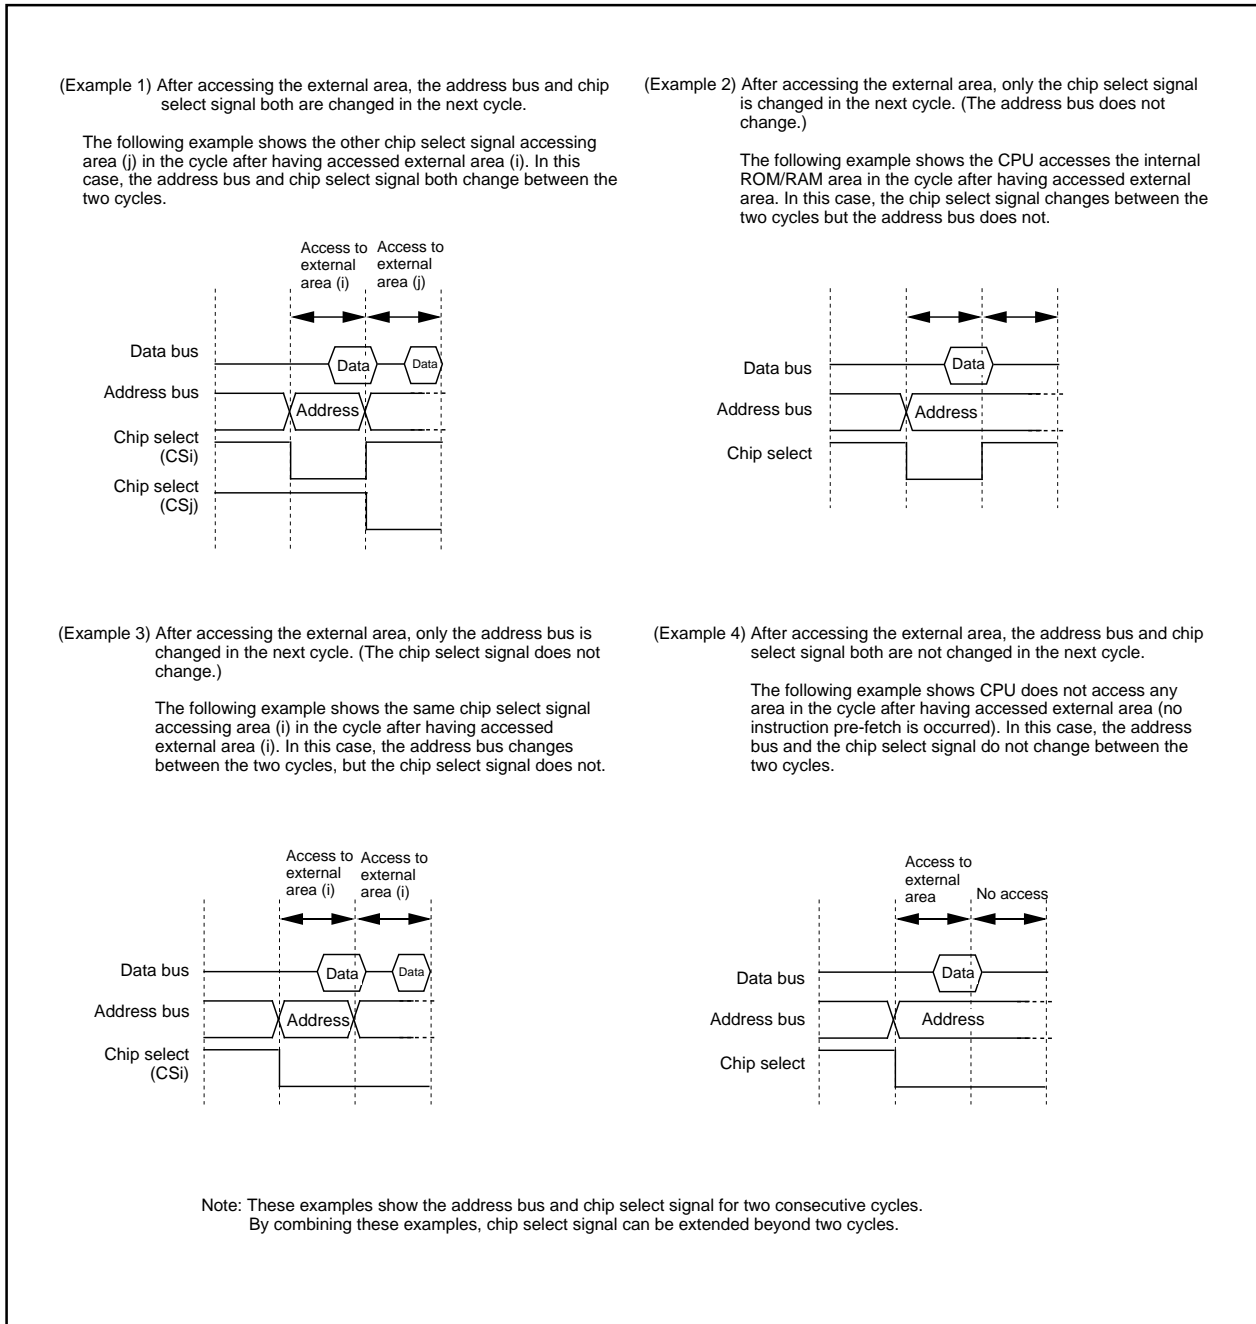 (Example 1) After accessing the external area, the address bus and chip
select signal both are changed in the next cycle.
The following example shows the other chip select signal accessing
area (j) in the cycle after having accessed external area (i). In this
case, the address bus and chip select signal both change between the
two cycles.
Access to
external
area (i)
Access to
external
area (j)
Data bus
Data
Data
Address bus
Address
Chip select
(CSi)
Chip select
(CSj)
(Example 2) After accessing the external area, only the chip select signal
is changed in the next cycle. (The address bus does not
change.)
The following example shows the CPU accesses the internal
ROM/RAM area in the cycle after having accessed external
area. In this case, the chip select signal changes between the
two cycles but the address bus does not.
Data bus
Data
Address bus
Address
Chip select
(Example 3) After accessing the external area, only the address bus is
changed in the next cycle. (The chip select signal does not
change.)
The following example shows the same chip select signal
accessing area (i) in the cycle after having accessed
external area (i). In this case, the address bus changes
between the two cycles, but the chip select signal does not.
Access to
external
area (i)
Access to
external
area (i)
Data bus
Data
Data
Address bus
Address
Chip select
(CSi)
(Example 4) After accessing the external area, the address bus and chip
select signal both are not changed in the next cycle.
The following example shows CPU does not access any
area in the cycle after having accessed external area (no
instruction pre-fetch is occurred). In this case, the address
bus and the chip select signal do not change between the
two cycles.
Access to
external
area
No access
Data bus
Data
Address bus
Address
Chip select
Note: These examples show the address bus and chip select signal for two consecutive cycles.
By combining these examples, chip select signal can be extended beyond two cycles.